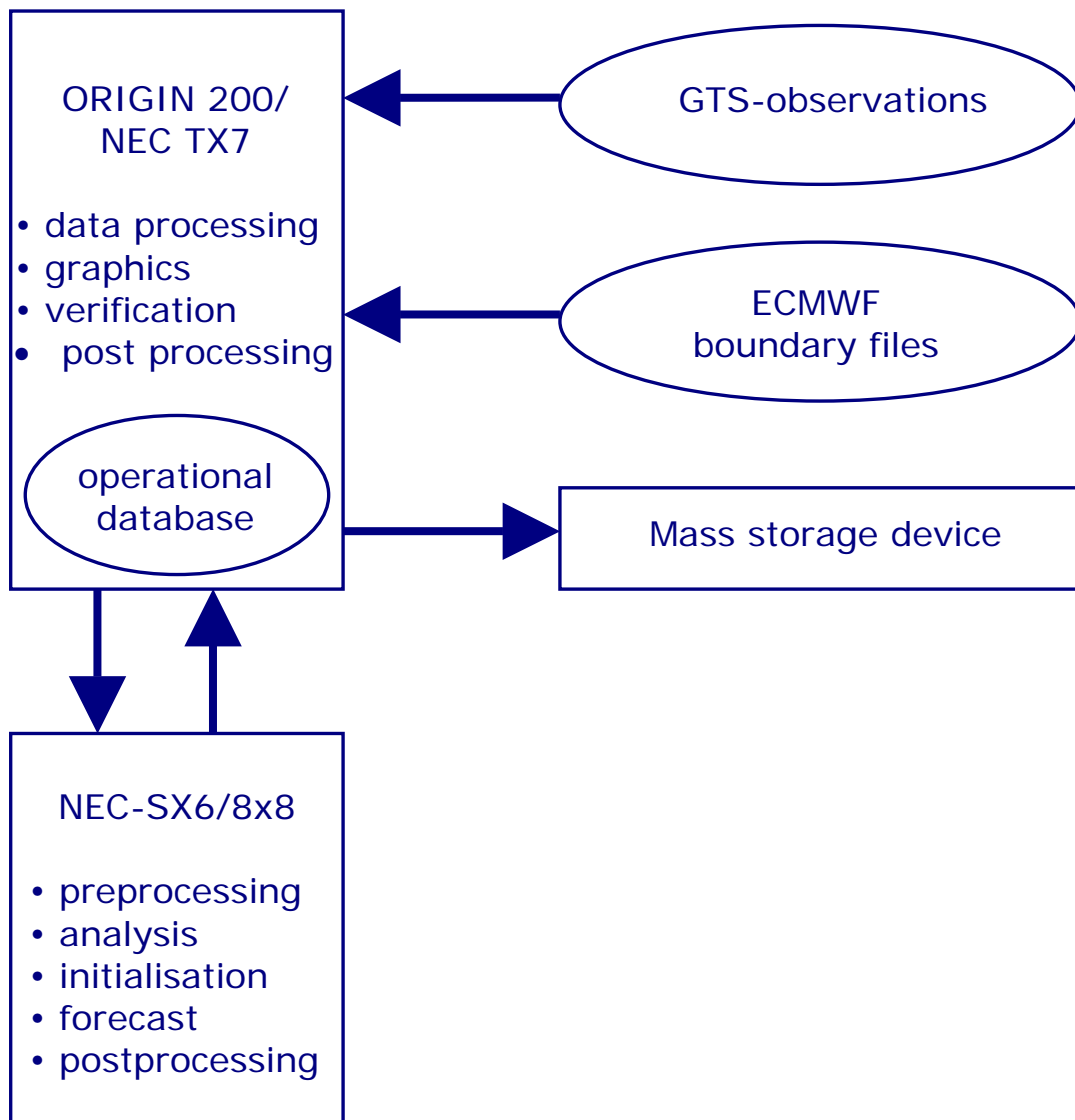 ORIGIN 200/
NEC TX7
• data processing
• graphics
• verification
• post processing
operational
database
GTS-observations
ECMWF
boundary files
Mass storage device
NEC-SX6/8x8
• preprocessing
• analysis
• initialisation
• forecast
• postprocessing